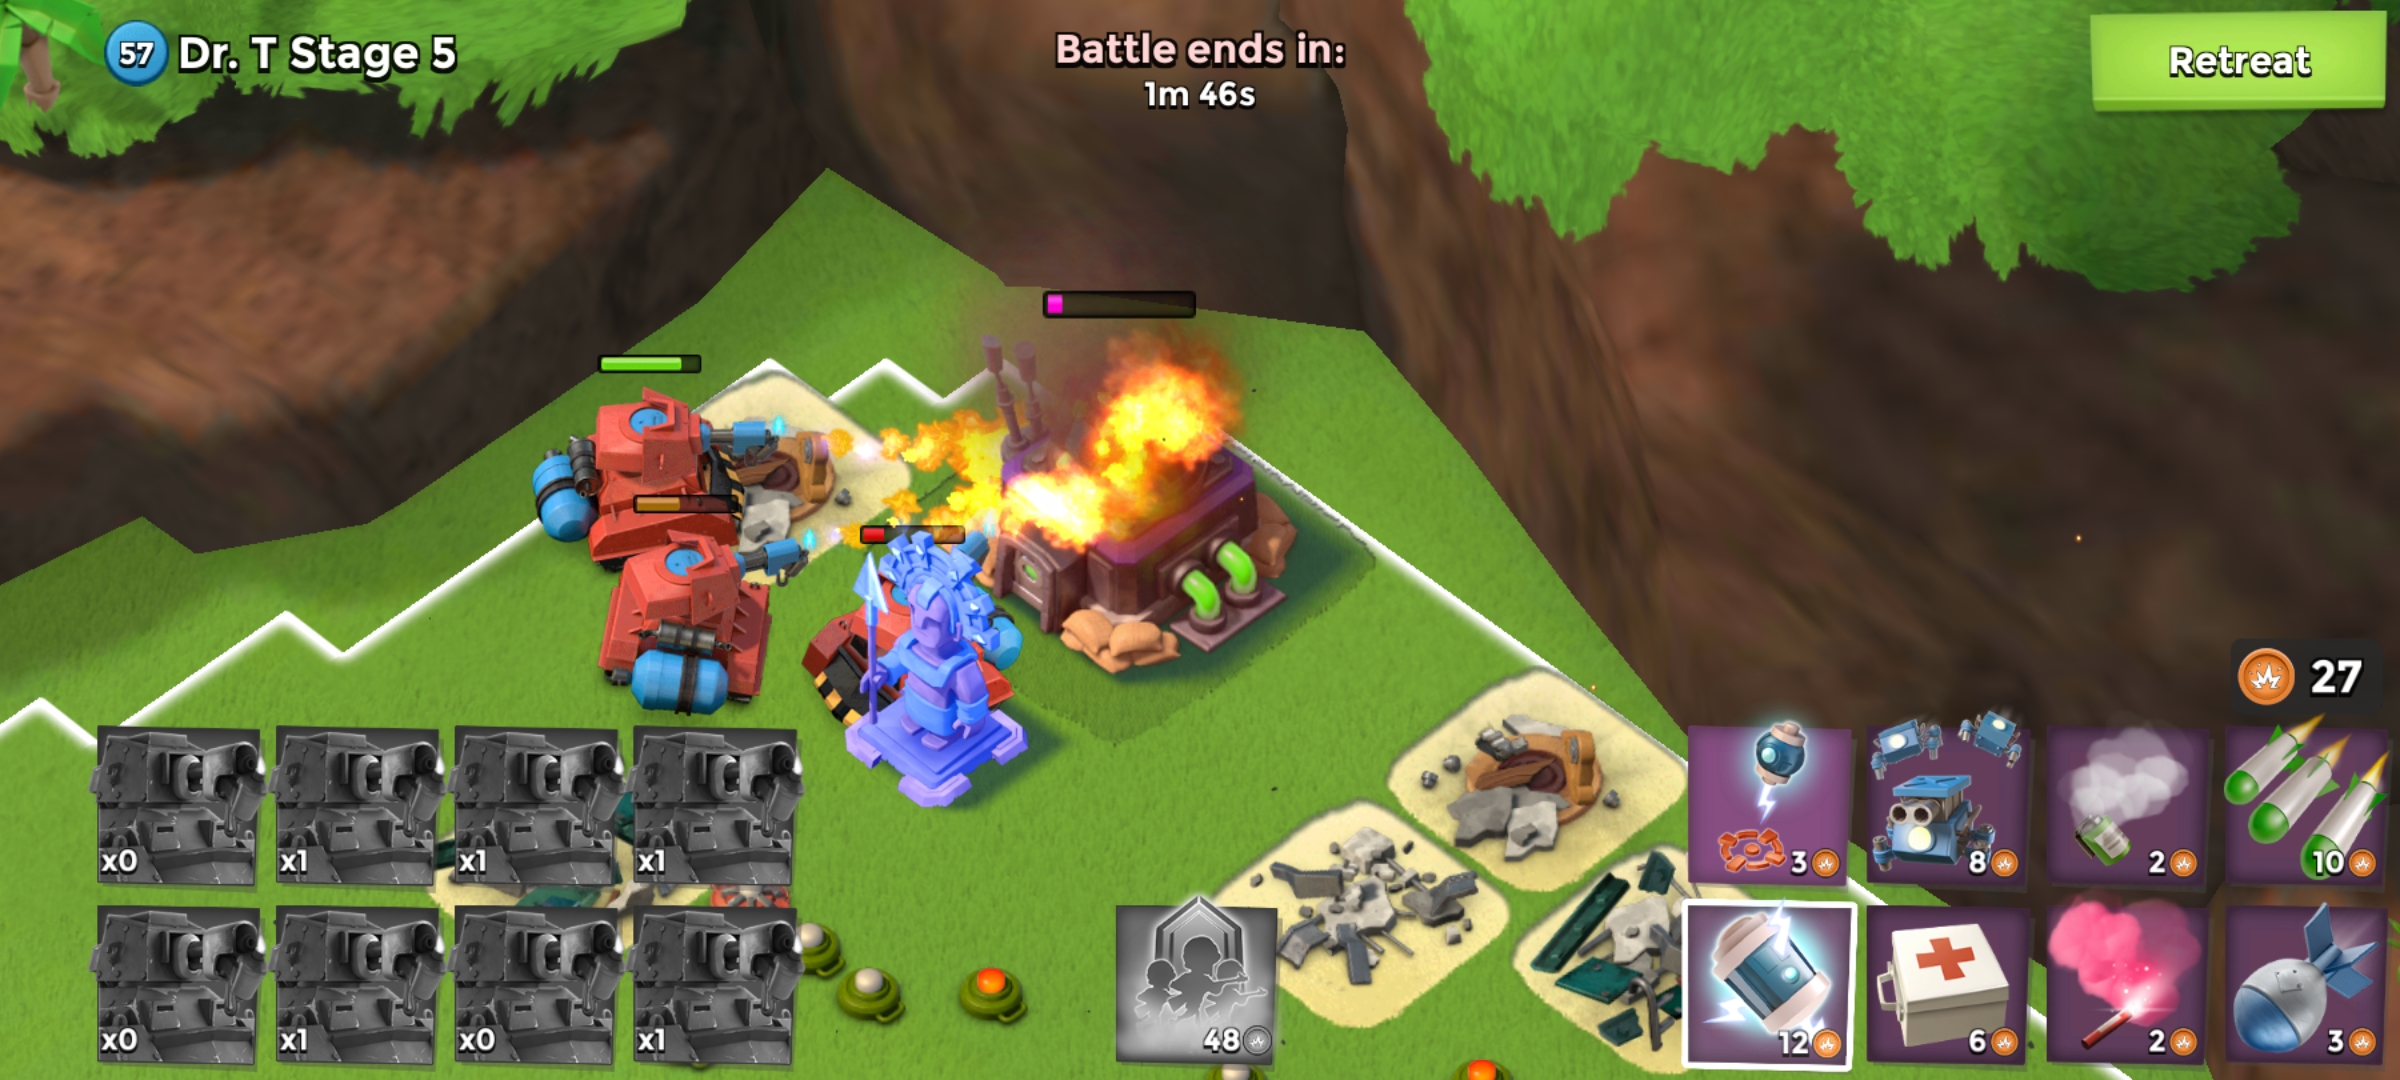 57 Dr. T Stage 5
Battle ends in:
1m 46s
Retreat
27
3 8 2 10
x0 x1 x1 x1
x0 x1 x0 x1
48
12 6 2 3